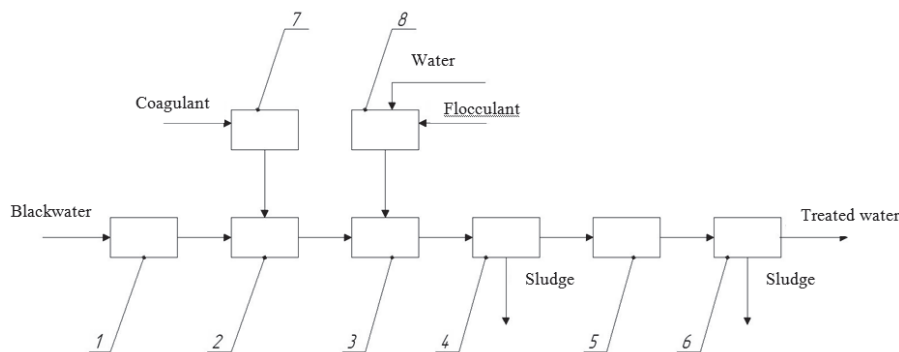 7
8
Water
Coagulant
Flocculant
Blackwater
Treated water
Sludge
Sludge
1
2
3
4
5
6